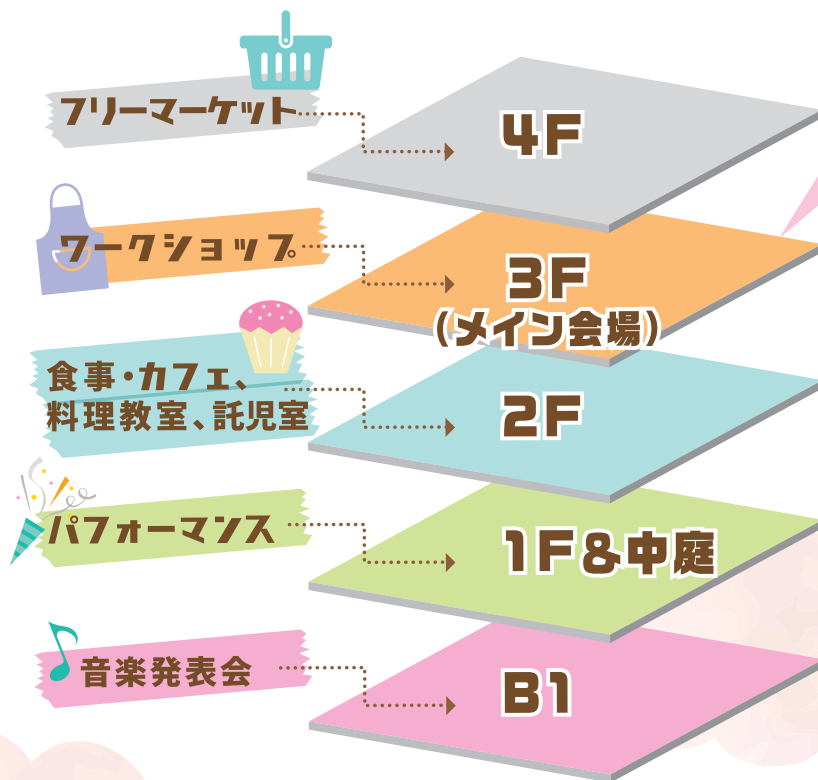 フリーマーケット
4F
ワークショップ
3F
(メイン会場)
食事・カフェ、
料理教室、託児室
2F
パフォーマンス
1F&中庭
音楽発表会
B1